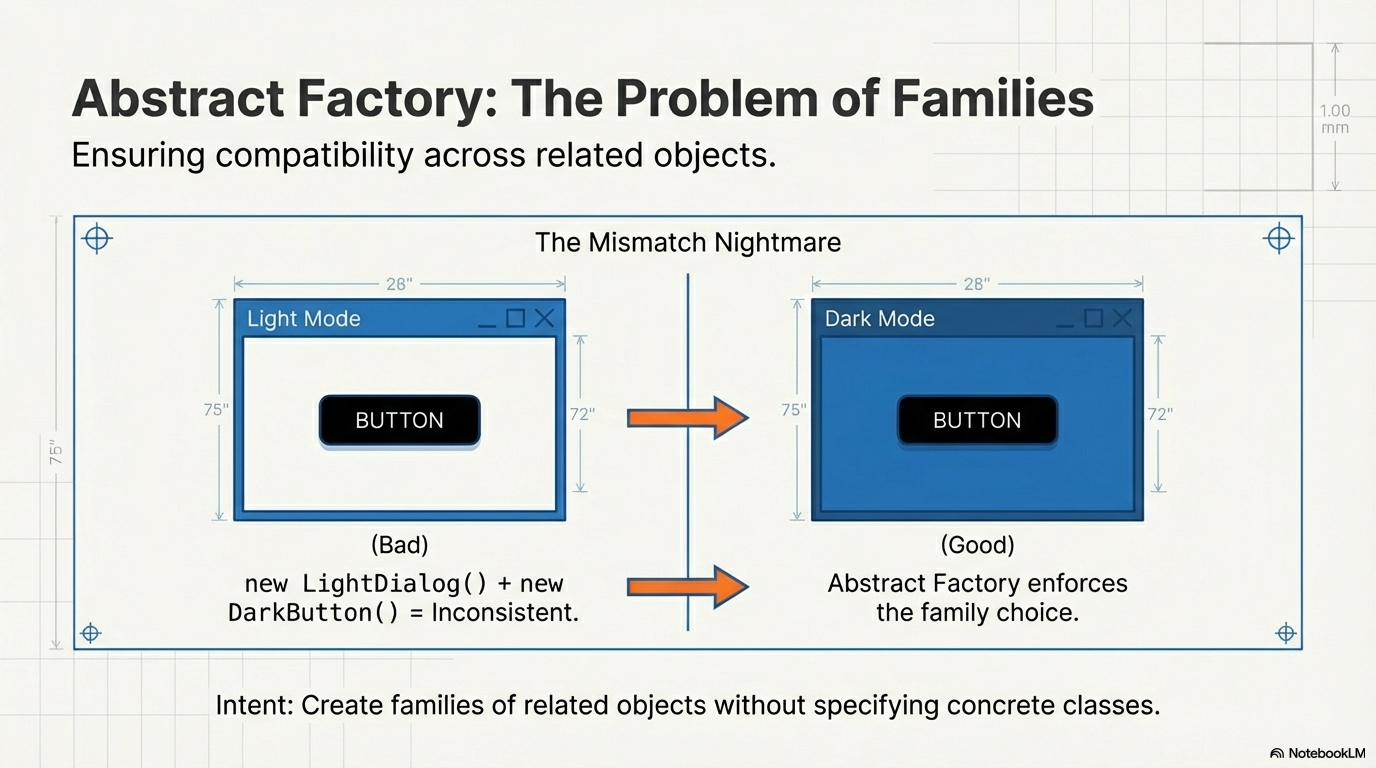 Abstract Factory: The Problem of Families
Ensuring compatibility across related objects.
1.00
mm
The Mismatch Nightmare
28"
28"
Light Mode
Dark Mode
75"
BUTTON
72"
75"
BUTTON
72"
75"
(Bad)
(Good)
new LightDialog() + new
DarkButton() = Inconsistent.
Abstract Factory enforces
the family choice.
Intent: Create families of related objects without specifying concrete classes.
NotebookLM